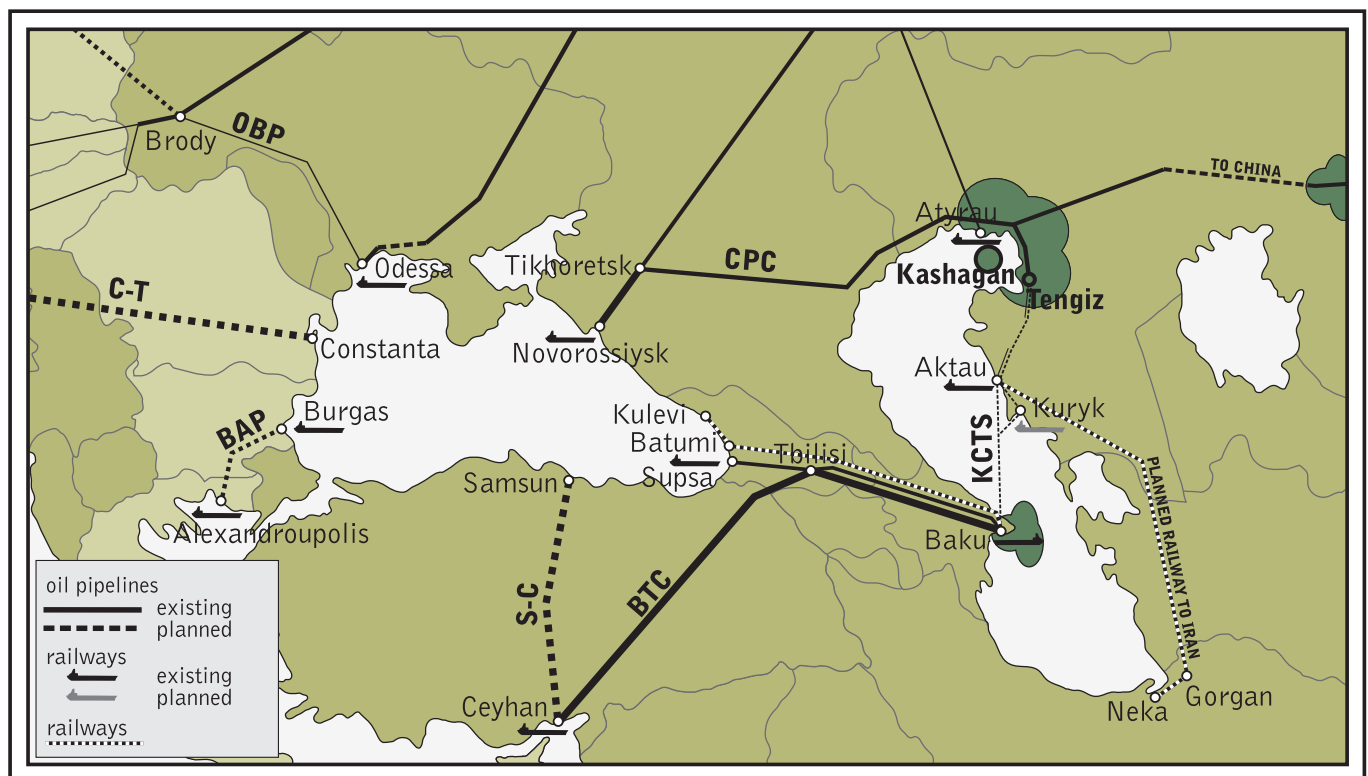 TO CHINA
OBP
Brody
Atyrau
Odessa
Tikhoretsk
CPC
Kashagan
Tengiz
C-T
Constanta
Novorossiysk
Aktau
Burgas
Kulevi
Kuryk
BAP
Batumi
Tbilisi
KCTS
Supsa
Samsun
PLANNED RAILWAY TO IRAN
Alexandroupolis
Baku
S-C
BTC
Ceyhan
Gorgan
Neka
oil pipelines
existing
planned
railways
existing
planned
railways